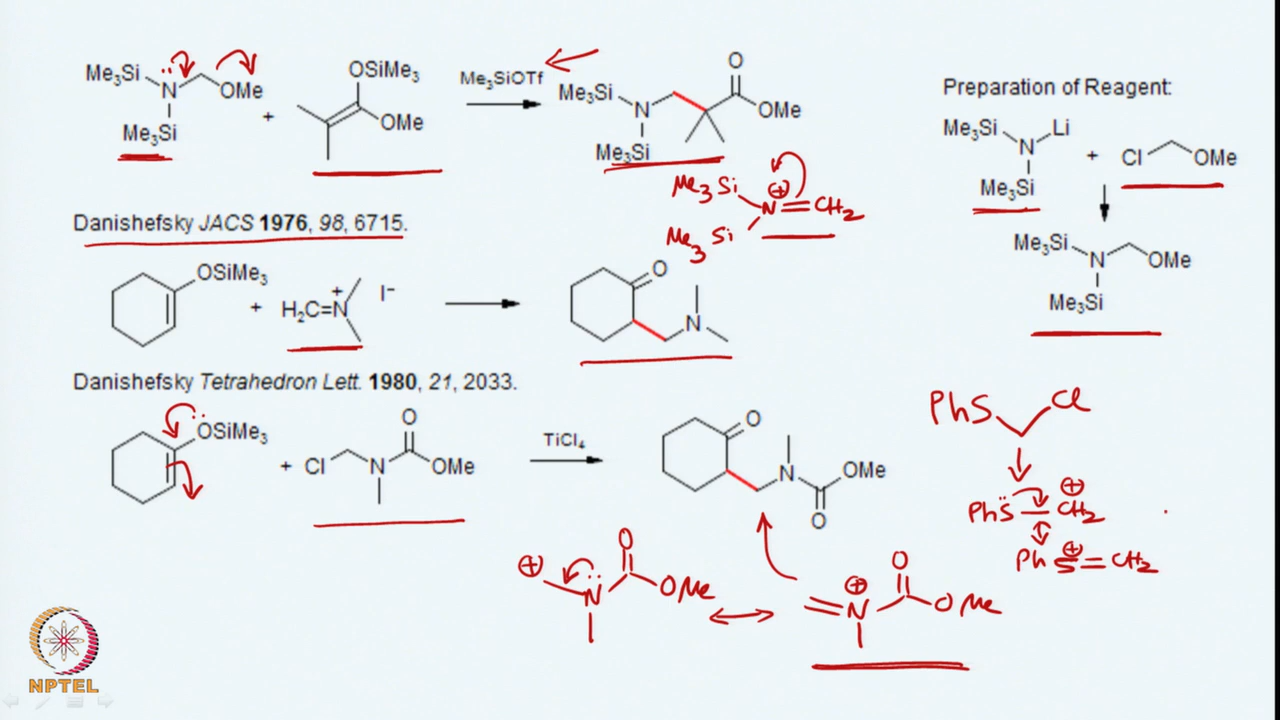 Me₃Si
N
OMe
Me₃Si
+
OSiMe₃
OMe
Me₃SiOTf
Me₃Si
N
Me₃Si
O
OMe
Me₃Si
Me₃Si
⊕
N=CH₂
Preparation of Reagent:
Me₃Si
N
Li
Me₃Si
+
Cl
OMe
Me₃Si
N
OMe
Me₃Si
Danishefsky JACS 1976, 98, 6715.
OSiMe₃
+
H₂C=N
+
I⁻
O
N
Danishefsky Tetrahedron Lett. 1980, 21, 2033.
OSiMe₃
+ Cl
N
O
OMe
TiCl₄
O
N
OMe
O
⊕
N
O
OMe
⊕
N
O
OMe
PhS
Cl
PhS–CH₂
⊕
Ph S=CH₂
⊕
NPTEL